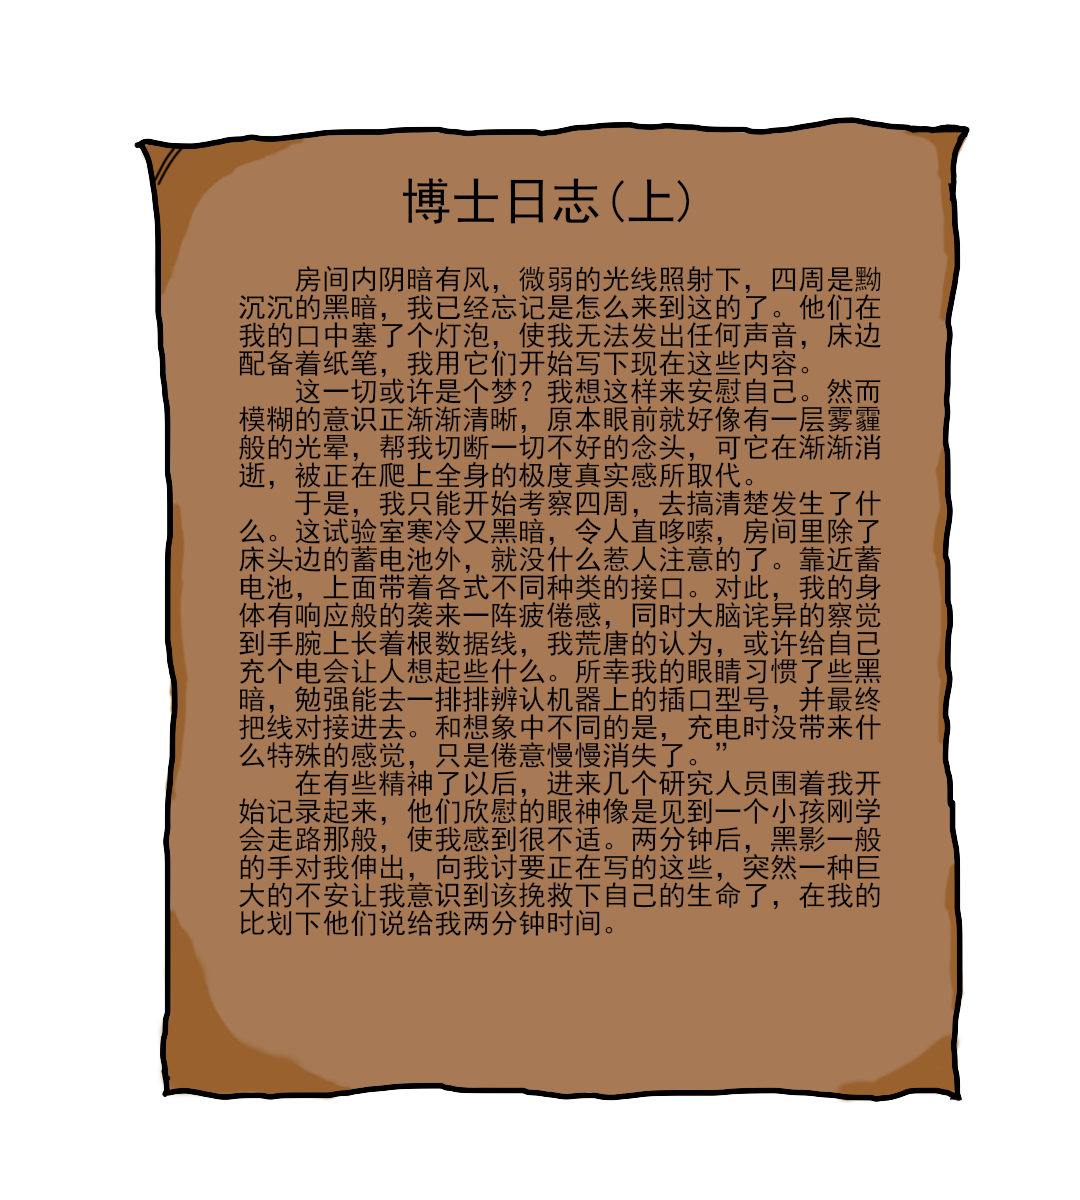 博士日志(上)
房间内阴暗有风，微弱的光线照射下，四周是黝
沉沉的黑暗，我已经忘记是怎么来到这的了。他们在
我的口中塞了个灯泡，使我无法发出任何声音，床边
配备着纸笔，我用它们开始写下现在这些内容。
这一切或许是个梦？我想这样来安慰自己。然而
模糊的意识正渐渐清晰，原本眼前就好像有一层雾霾
般的光晕，帮我切断一切不好的念头，可它在渐渐消
逝，被正在爬上全身的极度真实感所取代。
于是，我只能开始考察四周，去搞清楚发生了什
么。这试验室寒冷又黑暗，令人直哆嗦，房间里除了
床头边的蓄电池外，就没什么惹人注意的了。靠近蓄
电池，上面带着各式不同种类的接口。对此，我的身
体有响应般的袭来一阵疲倦感，同时大脑诧异的察觉
到手腕上长着根数据线，我荒唐的认为，或许给自己
充个电会让人想起些什么。所幸我的眼睛习惯了些黑
暗，勉强能去一排排辨认机器上的插口型号，并最终
把线对接进去。和想象中不同的是，充电时没带来什
么特殊的感觉，只是倦意慢慢消失了。”
在有些精神了以后，进来几个研究人员围着我开
始记录起来，他们欣慰的眼神像是见到一个小孩刚学
会走路那般，使我感到很不适。两分钟后，黑影一般
的手对我伸出，向我讨要正在写的这些，突然一种巨
大的不安让我意识到该挽救下自己的生命了，在我的
比划下他们说给我两分钟时间。